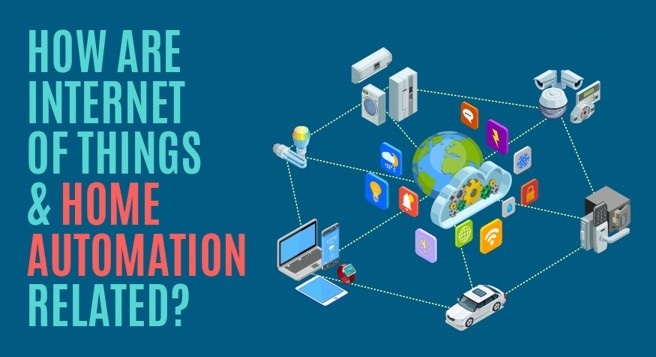 HOW ARE
INTERNET
OF THINGS
& HOME
AUTOMATION
RELATED?